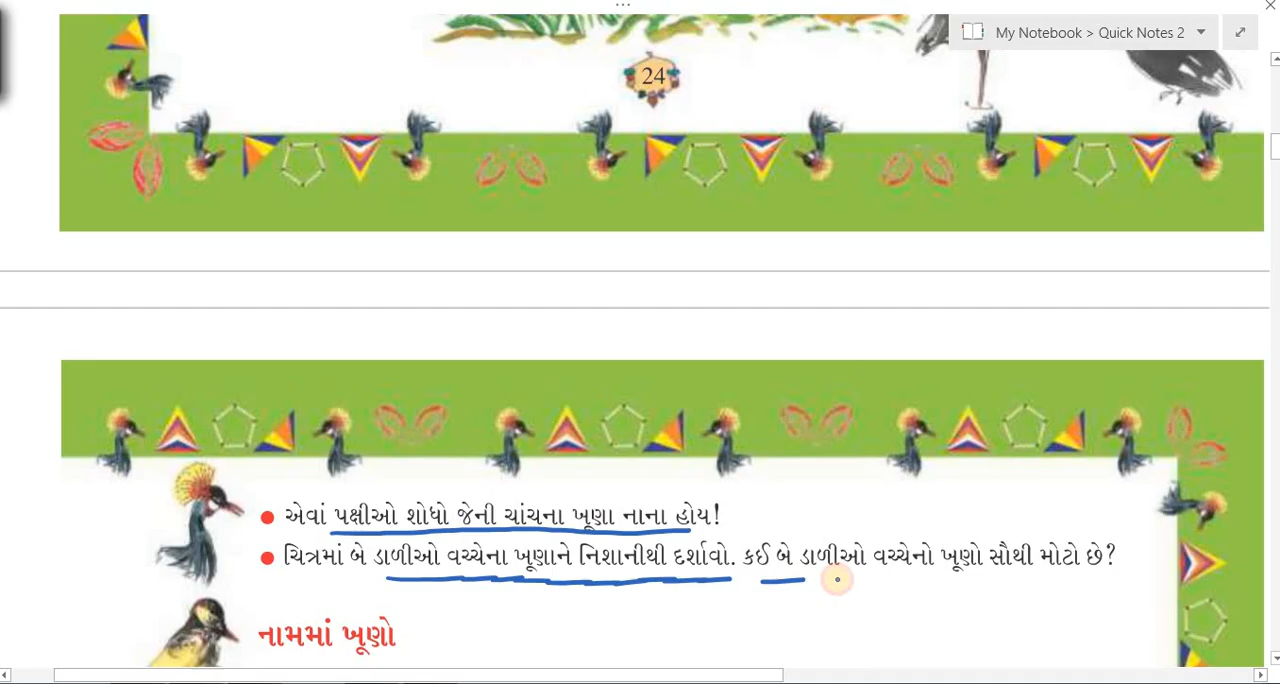 My Notebook > Quick Notes 2
24
એવાં પક્ષીઓ શોધો જેની ચાંચના ખૂણા નાના હોય!
ચિત્રમાં બે ડાળીઓ વચ્ચેના ખૂણાને નિશાનીથી દર્શાવો. કઈ બે ડાળીઓ વચ્ચેનો ખૂણો સૌથી મોટો છે?
નામમાં ખૂણો